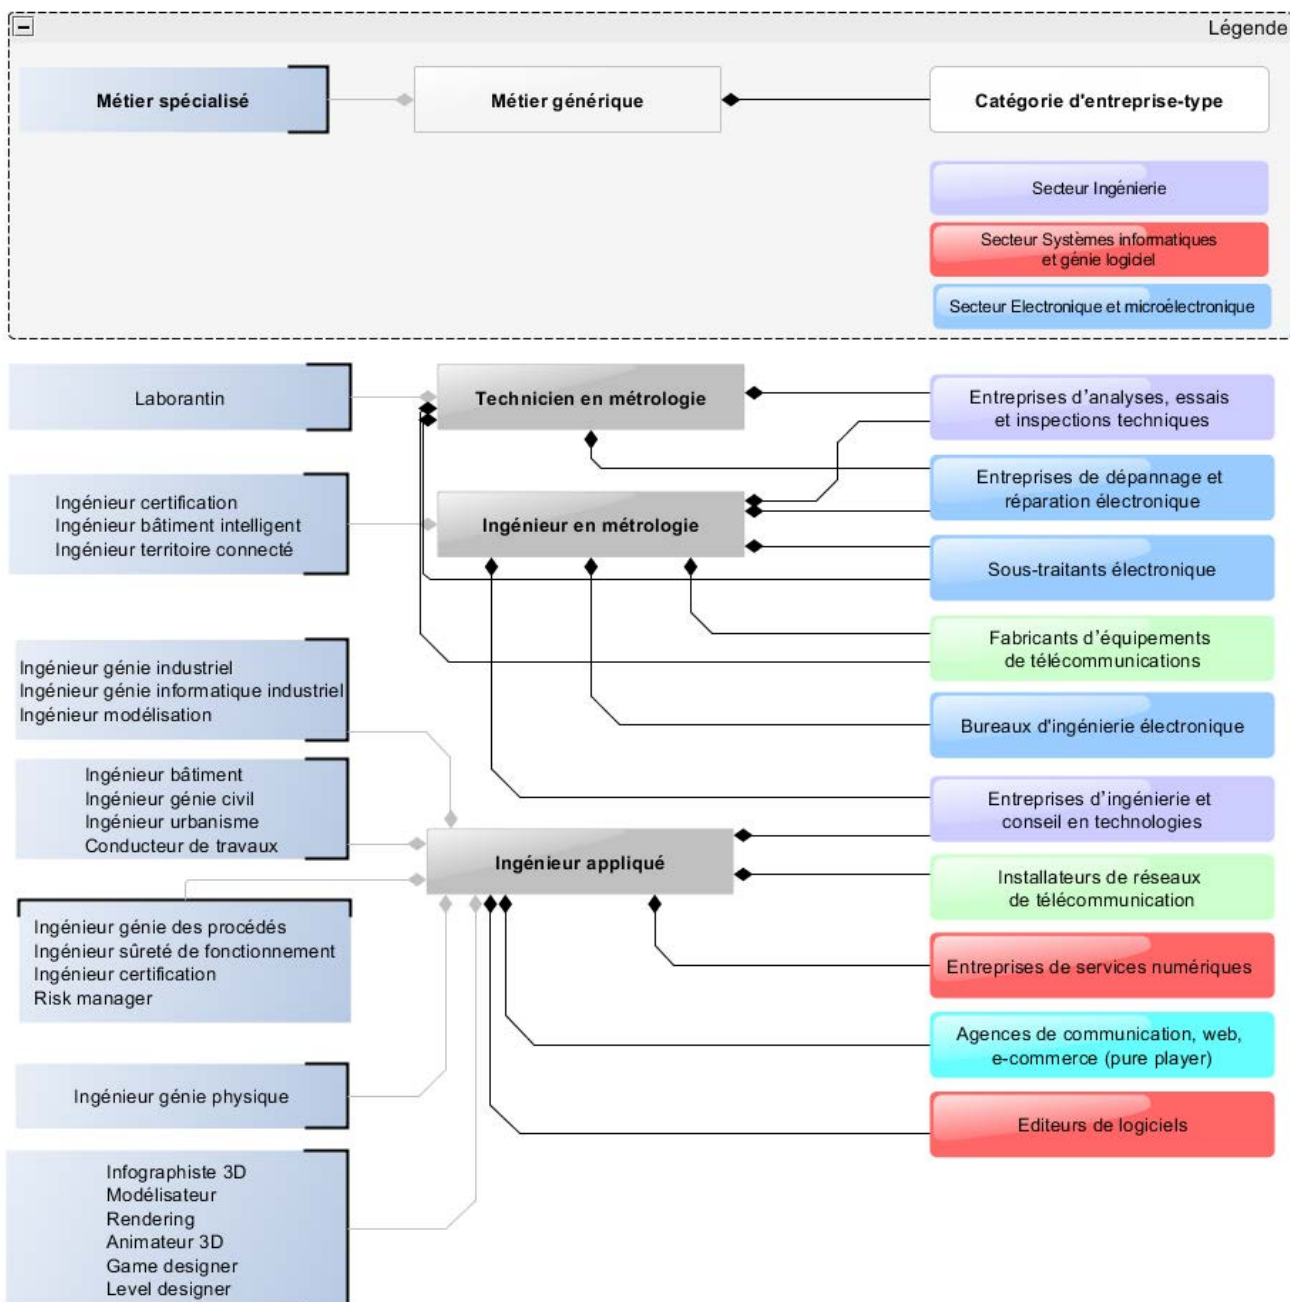 Légende
Métier spécialisé
Métier générique
Catégorie d'entreprise-type
Secteur Ingénierie
Secteur Systèmes informatiques
et génie logiciel
Secteur Electronique et microélectronique
Laborantin
Technicien en métrologie
Entreprises d'analyses, essais
et inspections techniques
Ingénieur certification
Ingénieur bâtiment intelligent
Ingénieur territoire connecté
Ingénieur en métrologie
Entreprises de dépannage et
réparation électronique
Sous-traitants électronique
Fabricants d'équipements
de télécommunications
Ingénieur génie industriel
Ingénieur génie informatique industriel
Ingénieur modélisation
Bureaux d'ingénierie électronique
Ingénieur bâtiment
Ingénieur génie civil
Ingénieur urbanisme
Conducteur de travaux
Entreprises d'ingénierie et
conseil en technologies
Ingénieur appliqué
Installateurs de réseaux
de télécommunication
Ingénieur génie des procédés
Ingénieur sûreté de fonctionnement
Ingénieur certification
Risk manager
Entreprises de services numériques
Agences de communication, web,
e-commerce (pure player)
Ingénieur génie physique
Editeurs de logiciels
Infographiste 3D
Modélisateur
Rendering
Animateur 3D
Game designer
Level designer